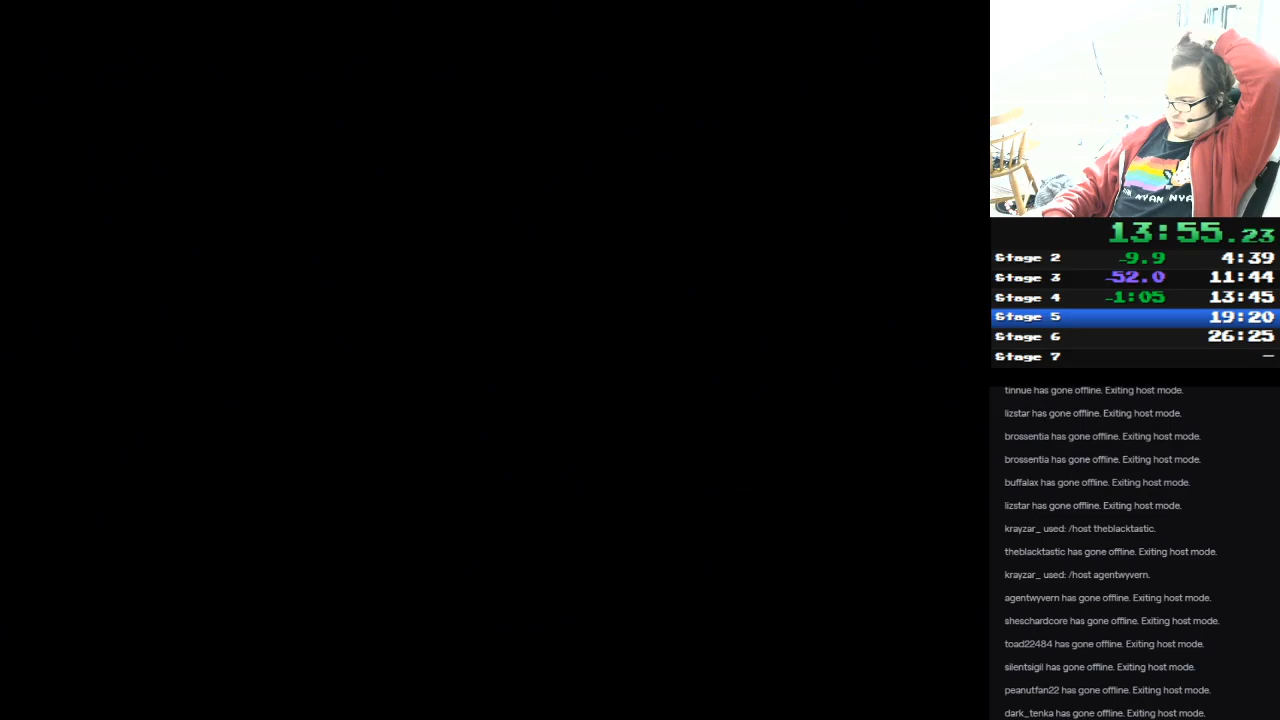 NYAN NYA
13:55.23
Stage 2 -9.9 4:39
Stage 3 -52.0 11:44
Stage 4 -1:05 13:45
Stage 5 19:20
Stage 6 26:25
Stage 7 —
tinnue has gone offline. Exiting host mode.
lizstar has gone offline. Exiting host mode.
brossentia has gone offline. Exiting host mode.
brossentia has gone offline. Exiting host mode.
buffalax has gone offline. Exiting host mode.
lizstar has gone offline. Exiting host mode.
krayzar_ used: /host theblacktastic.
theblacktastic has gone offline. Exiting host mode.
krayzar_ used: /host agentwyvern.
agentwyvern has gone offline. Exiting host mode.
sheschardcore has gone offline. Exiting host mode.
toad22484 has gone offline. Exiting host mode.
silentsigil has gone offline. Exiting host mode.
peanutfan22 has gone offline. Exiting host mode.
dark_tenka has gone offline. Exiting host mode.